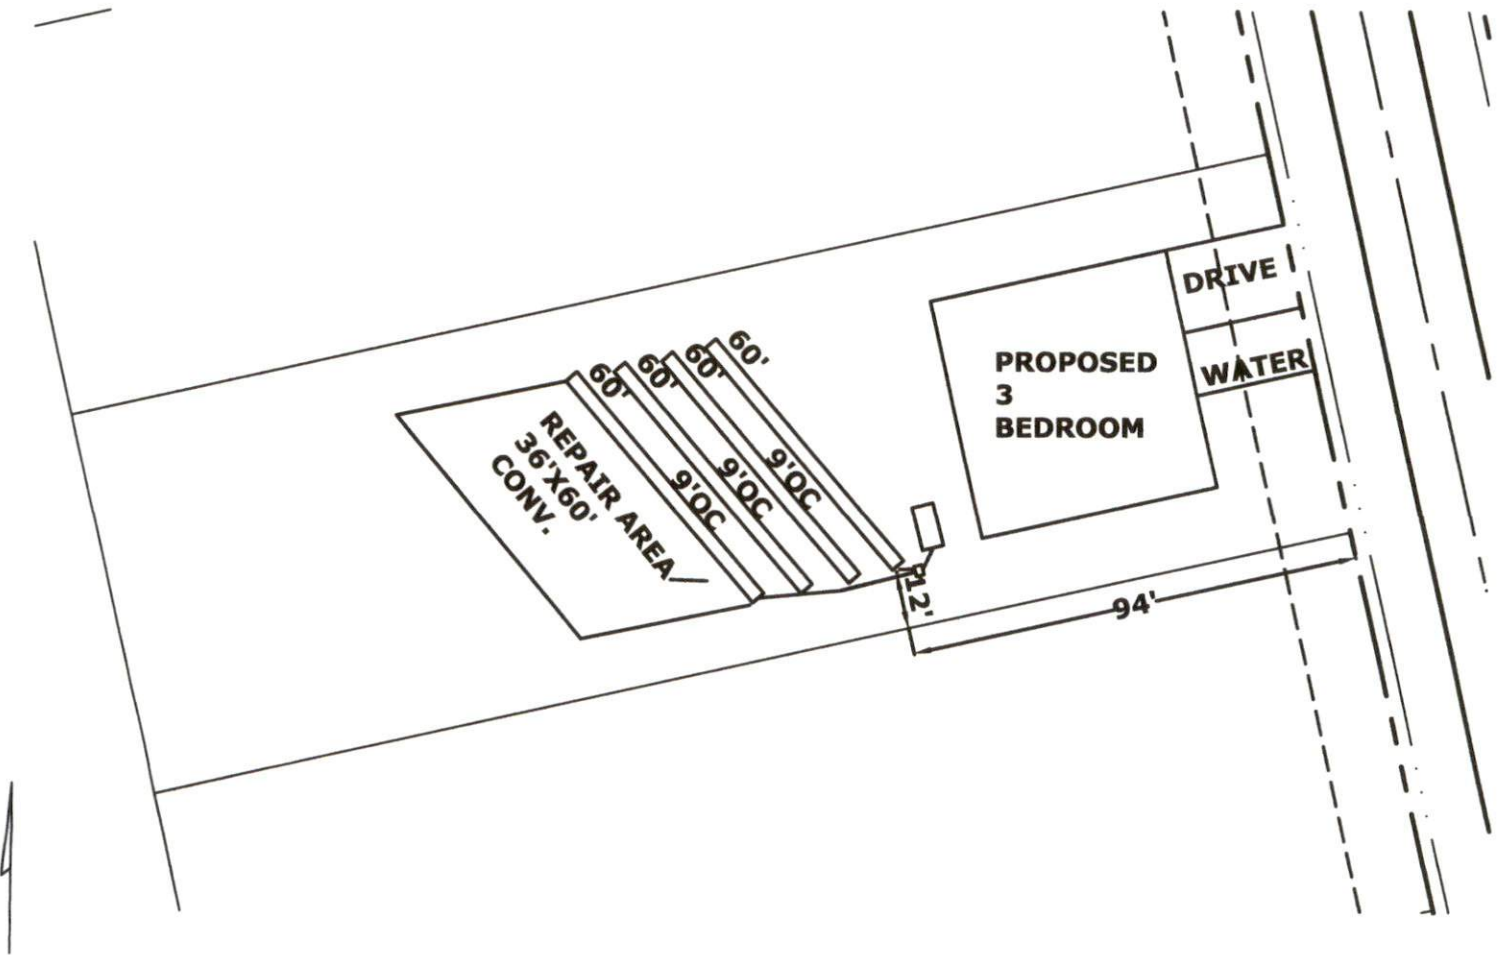 DRIVE
WATER
PROPOSED
3
BEDROOM
60'
60'
60'
60'
9'OC
9'OC
9'OC
REPAIR AREA/
36'X60'
CONV.
12'
94'